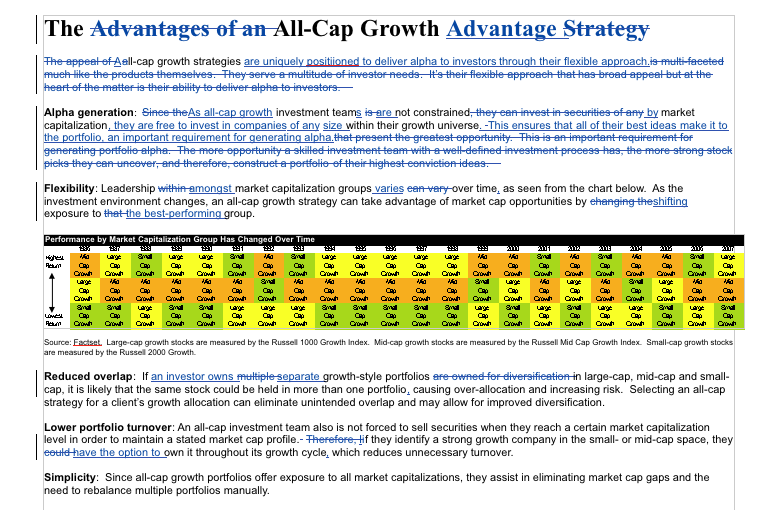 The Advantages of an All-Cap Growth Advantage Strategy
The appeal of Aall-cap growth strategies are uniquely positioned to deliver alpha to investors through their flexible approach.is multi-faceted
much like the products themselves. They serve a multitude of investor needs. It's their flexible approach that has broad appeal but at the
heart of the matter is their ability to deliver alpha to investors.
Alpha generation: Since theAs all-cap growth investment teams is are not constrained, they can invest in securities of any by market
capitalization, they are free to invest in companies of any size within their growth universe. This ensures that all of their best ideas make it to
the portfolio, an important requirement for generating alpha.that present the greatest opportunity. This is an important requirement for
generating portfolio alpha. The more opportunity a skilled investment team with a well-defined investment process has, the more strong stock
picks they can uncover, and therefore, construct a portfolio of their highest conviction ideas.
Flexibility: Leadership within amongst market capitalization groups varies can vary over time, as seen from the chart below. As the
investment environment changes, an all-cap growth strategy can take advantage of market cap opportunities by changing theshifting
exposure to that the best-performing group.
Performance by Market Capitalization Group Has Changed Over Time
1986 1987 1988 1989 1990 1991 1992 1993 1994 1995 1996 1997 1998 1999 2000 2001 2002 2003 2004 2005 2006 2007
Highest Mid Large Small Large Large Small Mid Small Large Large Large Large Large Mid Mid Small Mid Small Mid Mid Small Large
Return Cap Cap Cap Cap Cap Cap Cap Cap Cap Cap Cap Cap Cap Cap Cap Cap Cap Cap Cap Cap Cap Cap
Growth Growth Growth Growth Growth Growth Growth Growth Growth Growth Growth Growth Growth Growth Growth Growth Growth Growth Growth Growth Growth Growth
Large Mid Mid Mid Mid Mid Small Mid Mid Mid Mid Mid Mid Small Large Mid Large Mid Small Large Mid Mid
Cap Cap Cap Cap Cap Cap Cap Cap Cap Cap Cap Cap Cap Cap Cap Cap Cap Cap Cap Cap Cap Cap
Growth Growth Growth Growth Growth Growth Growth Growth Growth Growth Growth Growth Growth Growth Growth Growth Growth Growth Growth Growth Growth Growth
Small Small Large Small Small Large Large Large Small Small Small Small Small Large Small Large Small Large Large Small Large Small
Lowest Cap Cap Cap Cap Cap Cap Cap Cap Cap Cap Cap Cap Cap Cap Cap Cap Cap Cap Cap Cap Cap Cap
Return Growth Growth Growth Growth Growth Growth Growth Growth Growth Growth Growth Growth Growth Growth Growth Growth Growth Growth Growth Growth Growth Growth
Source: Factset. Large-cap growth stocks are measured by the Russell 1000 Growth Index. Mid-cap growth stocks are measured by the Russell Mid Cap Growth Index. Small-cap growth stocks
are measured by the Russell 2000 Growth.
Reduced overlap: If an investor owns multiple separate growth-style portfolios are owned for diversification in large-cap, mid-cap and small-
cap, it is likely that the same stock could be held in more than one portfolio, causing over-allocation and increasing risk. Selecting an all-cap
strategy for a client's growth allocation can eliminate unintended overlap and may allow for improved diversification.
Lower portfolio turnover: An all-cap investment team also is not forced to sell securities when they reach a certain market capitalization
level in order to maintain a stated market cap profile. Therefore, Iif they identify a strong growth company in the small- or mid-cap space, they
could have the option to own it throughout its growth cycle, which reduces unnecessary turnover.
Simplicity: Since all-cap growth portfolios offer exposure to all market capitalizations, they assist in eliminating market cap gaps and the
need to rebalance multiple portfolios manually.